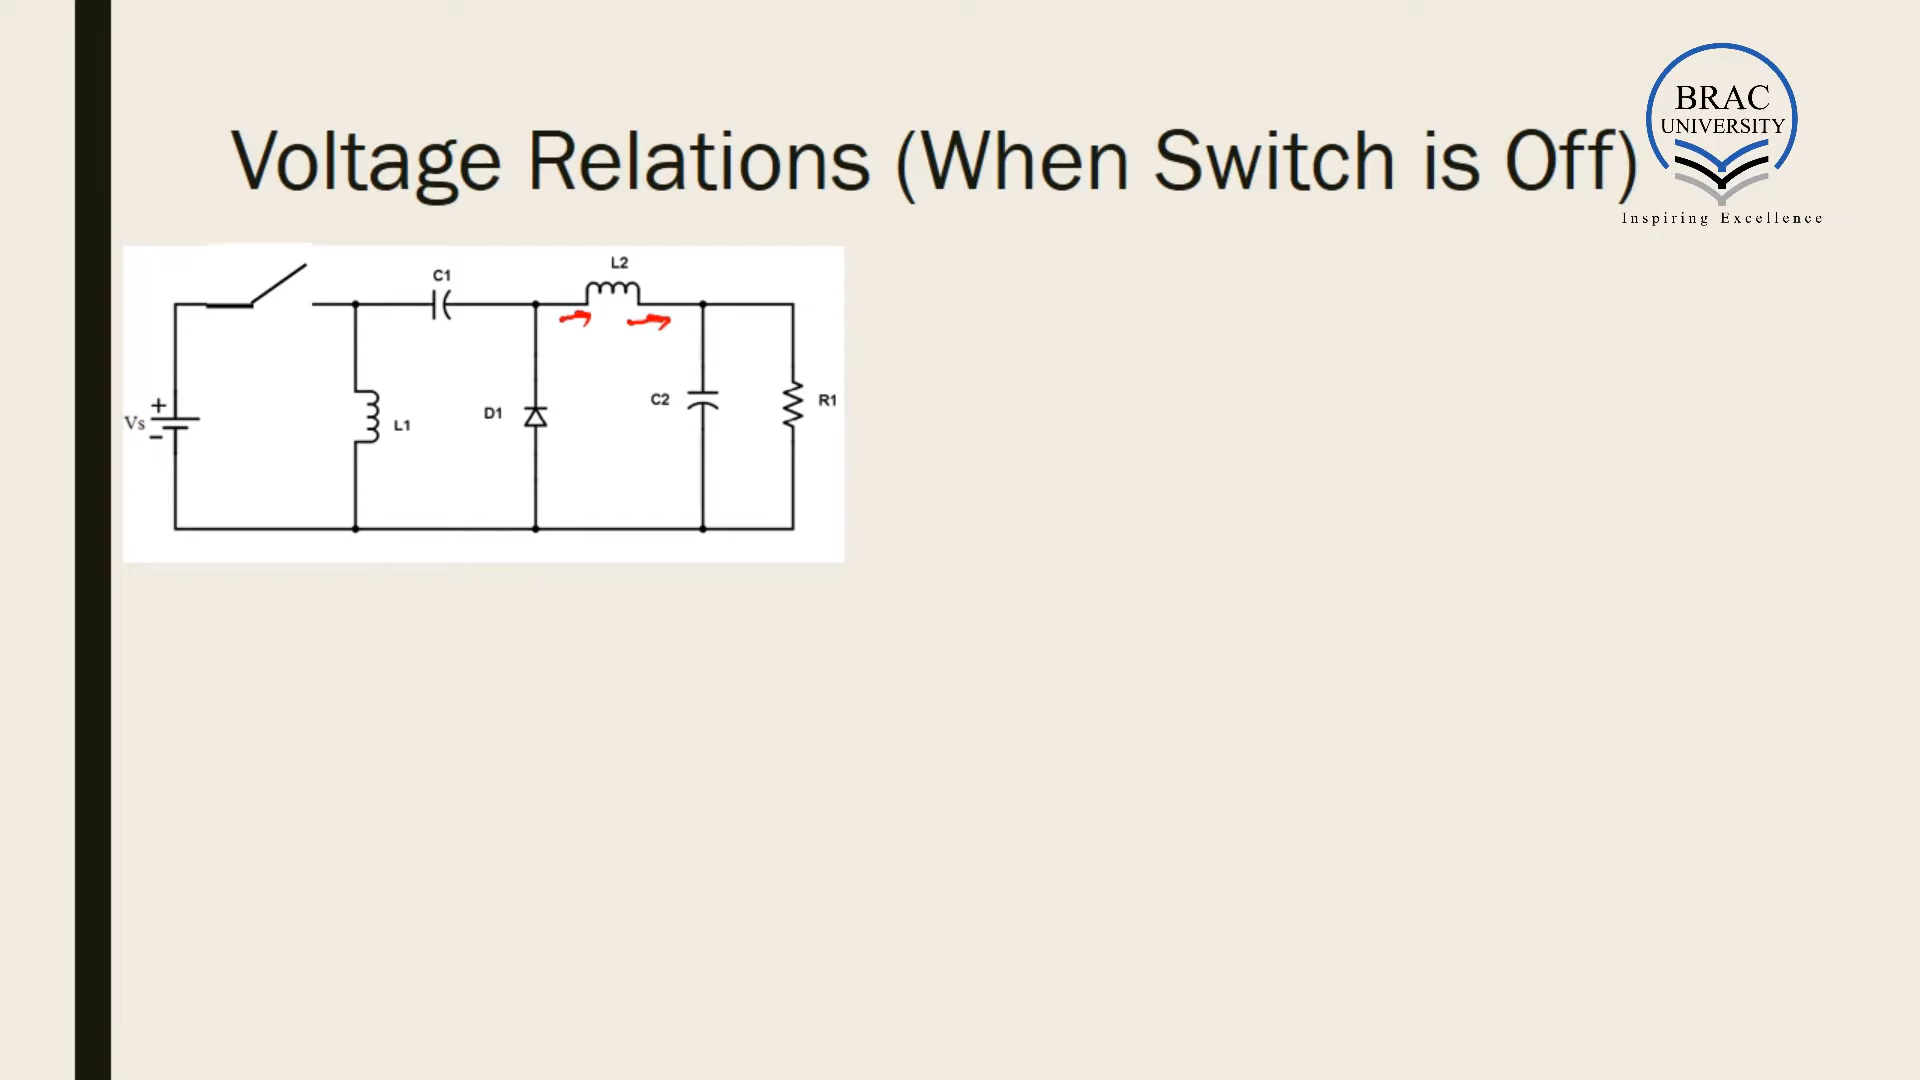 Voltage Relations (When Switch is Off)
BRAC
UNIVERSITY
Inspiring Excellence
L2
C1
+
Vs
−
L1
D1
C2
R1